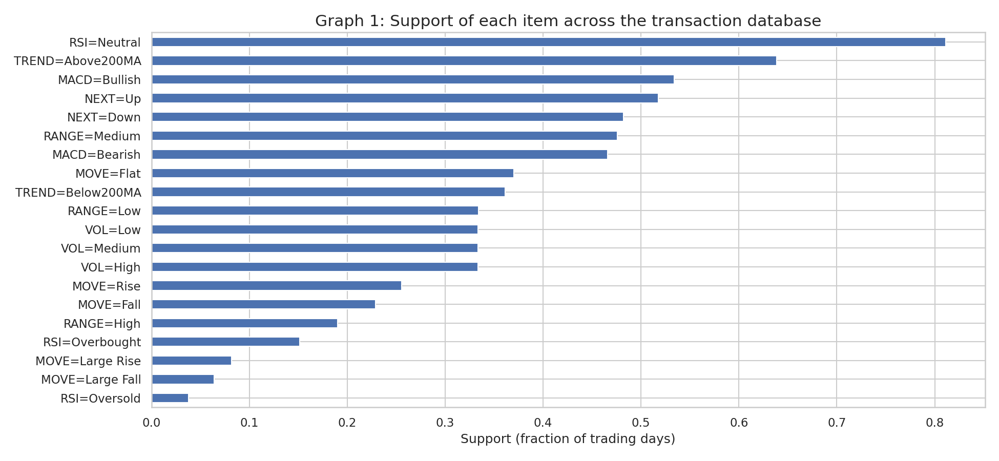 Graph 1: Support of each item across the transaction database
RSI=Neutral
TREND=Above200MA
MACD=Bullish
NEXT=Up
NEXT=Down
RANGE=Medium
MACD=Bearish
MOVE=Flat
TREND=Below200MA
RANGE=Low
VOL=Low
VOL=Medium
VOL=High
MOVE=Rise
MOVE=Fall
RANGE=High
RSI=Overbought
MOVE=Large Rise
MOVE=Large Fall
RSI=Oversold
0.0 0.1 0.2 0.3 0.4 0.5 0.6 0.7 0.8
Support (fraction of trading days)